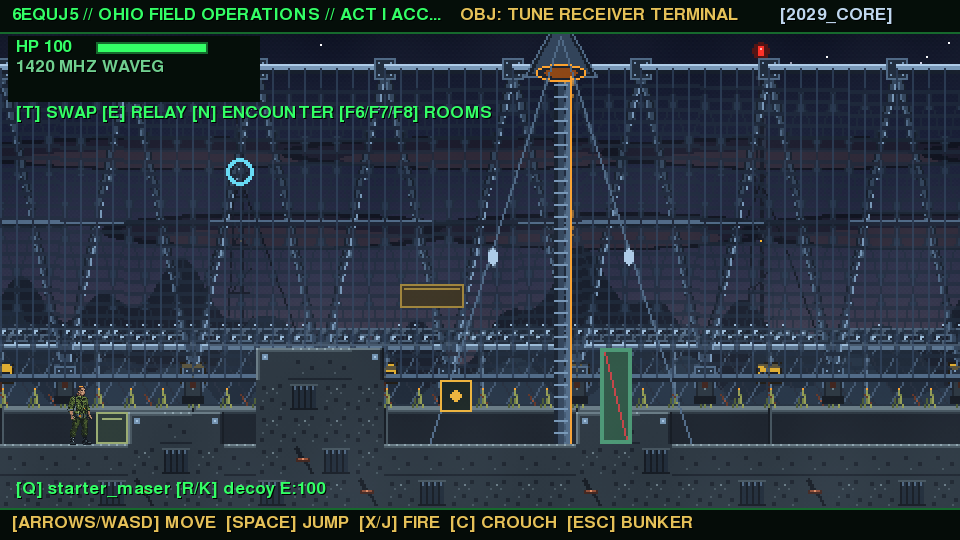 6EQUJ5 // OHIO FIELD OPERATIONS // ACT I ACC... OBJ: TUNE RECEIVER TERMINAL [2029_CORE]
HP 100
1420 MHZ WAVEG
[T] SWAP [E] RELAY [N] ENCOUNTER [F6/F7/F8] ROOMS
[Q] starter_maser [R/K] decoy E:100
[ARROWS/WASD] MOVE [SPACE] JUMP [X/J] FIRE [C] CROUCH [ESC] BUNKER